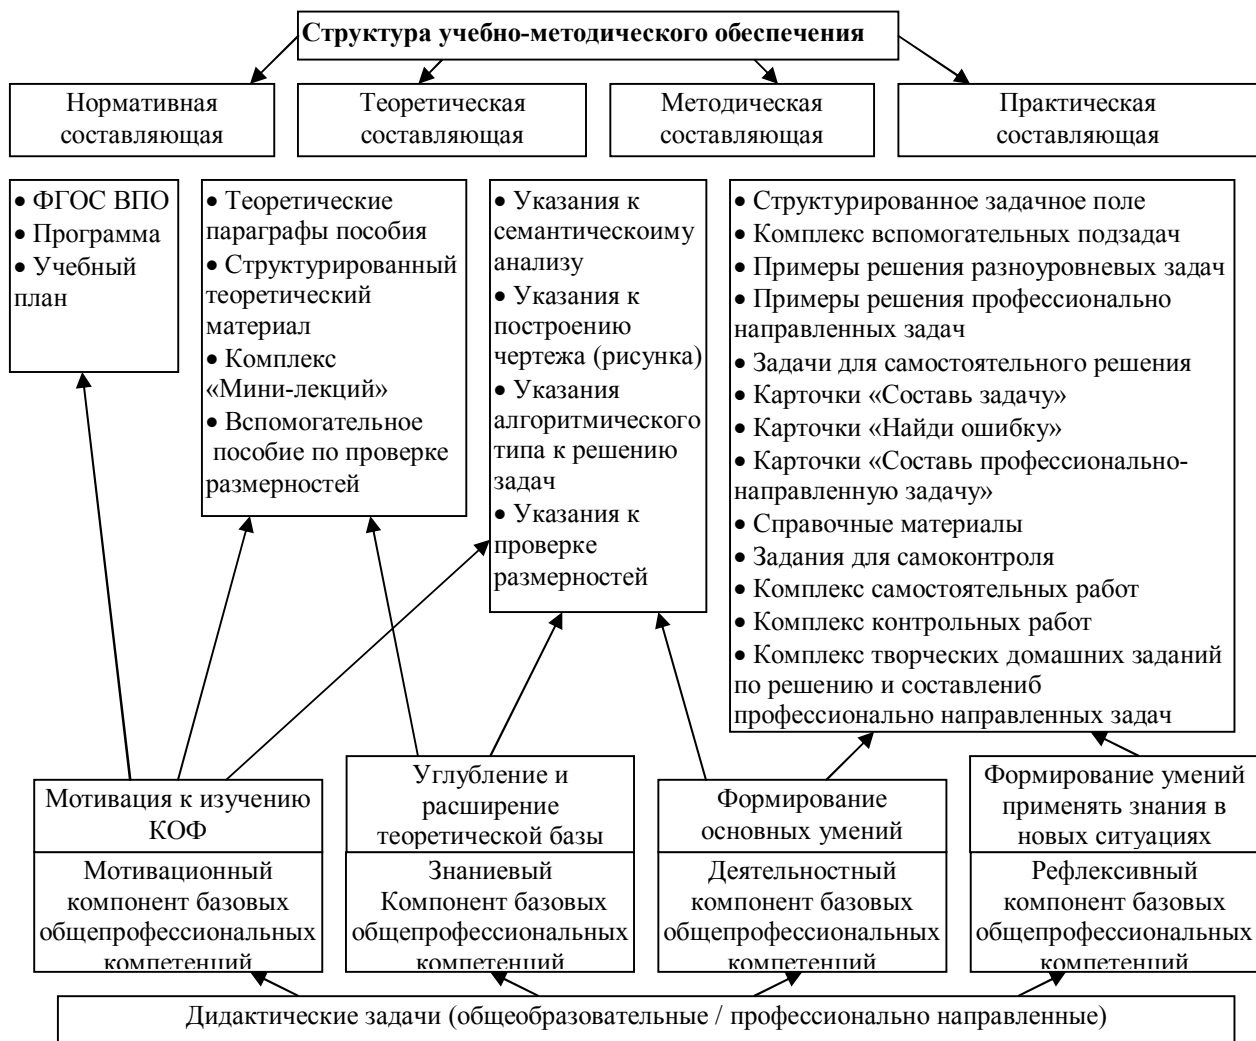 Структура учебно-методического обеспечения
Нормативная
составляющая
Теоретическая
составляющая
Методическая
составляющая
Практическая
составляющая
• ФГОС ВПО
• Программа
• Учебный
план
• Теоретические
параграфы пособия
• Структурированный
теоретический
материал
• Комплекс
«Мини-лекций»
• Вспомогательное
пособие по проверке
размерностей
• Указания к
семантическоиму
анализу
• Указания к
построению
чертежа (рисунка)
• Указания
алгоритмического
типа к решению
задач
• Указания к
проверке
размерностей
• Структурированное задачное поле
• Комплекс вспомогательных подзадач
• Примеры решения разноуровневых задач
• Примеры решения профессионально
направленных задач
• Задачи для самостоятельного решения
• Карточки «Составь задачу»
• Карточки «Найди ошибку»
• Карточки «Составь профессионально-
направленную задачу»
• Справочные материалы
• Задания для самоконтроля
• Комплекс самостоятельных работ
• Комплекс контрольных работ
• Комплекс творческих домашних заданий
по решению и составлениб
профессионально направленных задач
Мотивация к изучению
КОФ
Углубление и
расширение
теоретической базы
Формирование
основных умений
Формирование умений
применять знания в
новых ситуациях
Мотивационный
компонент базовых
общепрофессиональных
компетенций
Знаниевый
Компонент базовых
общепрофессиональных
компетенций
Деятельностный
компонент базовых
общепрофессиональных
компетенций
Рефлексивный
компонент базовых
общепрофессиональных
компетенций
Дидактические задачи (общеобразовательные / профессионально направленные)